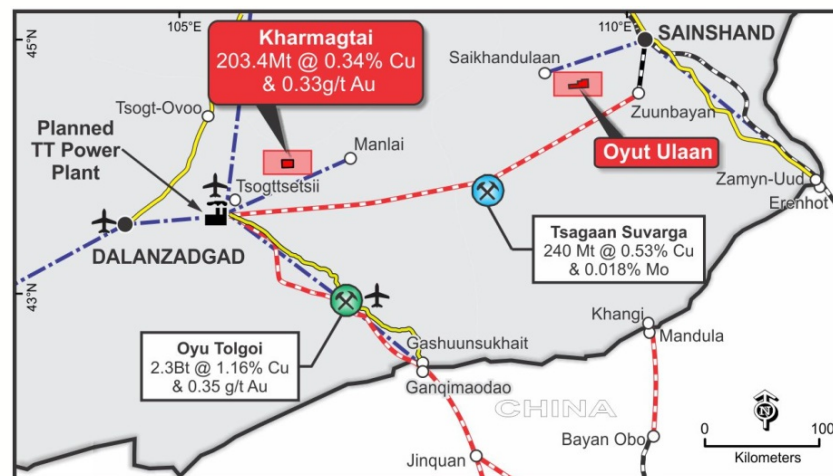 105°E
110°E
45°N
Kharmagtai
203.4Mt @ 0.34% Cu
& 0.33g/t Au
SAINSHAND
Saikhandulaan
Tsogt-Ovoo
Zuunbayan
Planned
TT Power
Plant
Manlai
Oyut Ulaan
Tsogttsetsii
Zamyn-Uud
Erenhot
DALANZADGAD
Tsagaan Suvarga
240 Mt @ 0.53% Cu
& 0.018% Mo
43°N
Khangi
Mandula
Oyu Tolgoi
2.3Bt @ 1.16% Cu
& 0.35 g/t Au
Gashuunsukhait
Ganqimaodao
CHINA
N
Bayan Obo
0 100
Kilometers
Jinquan